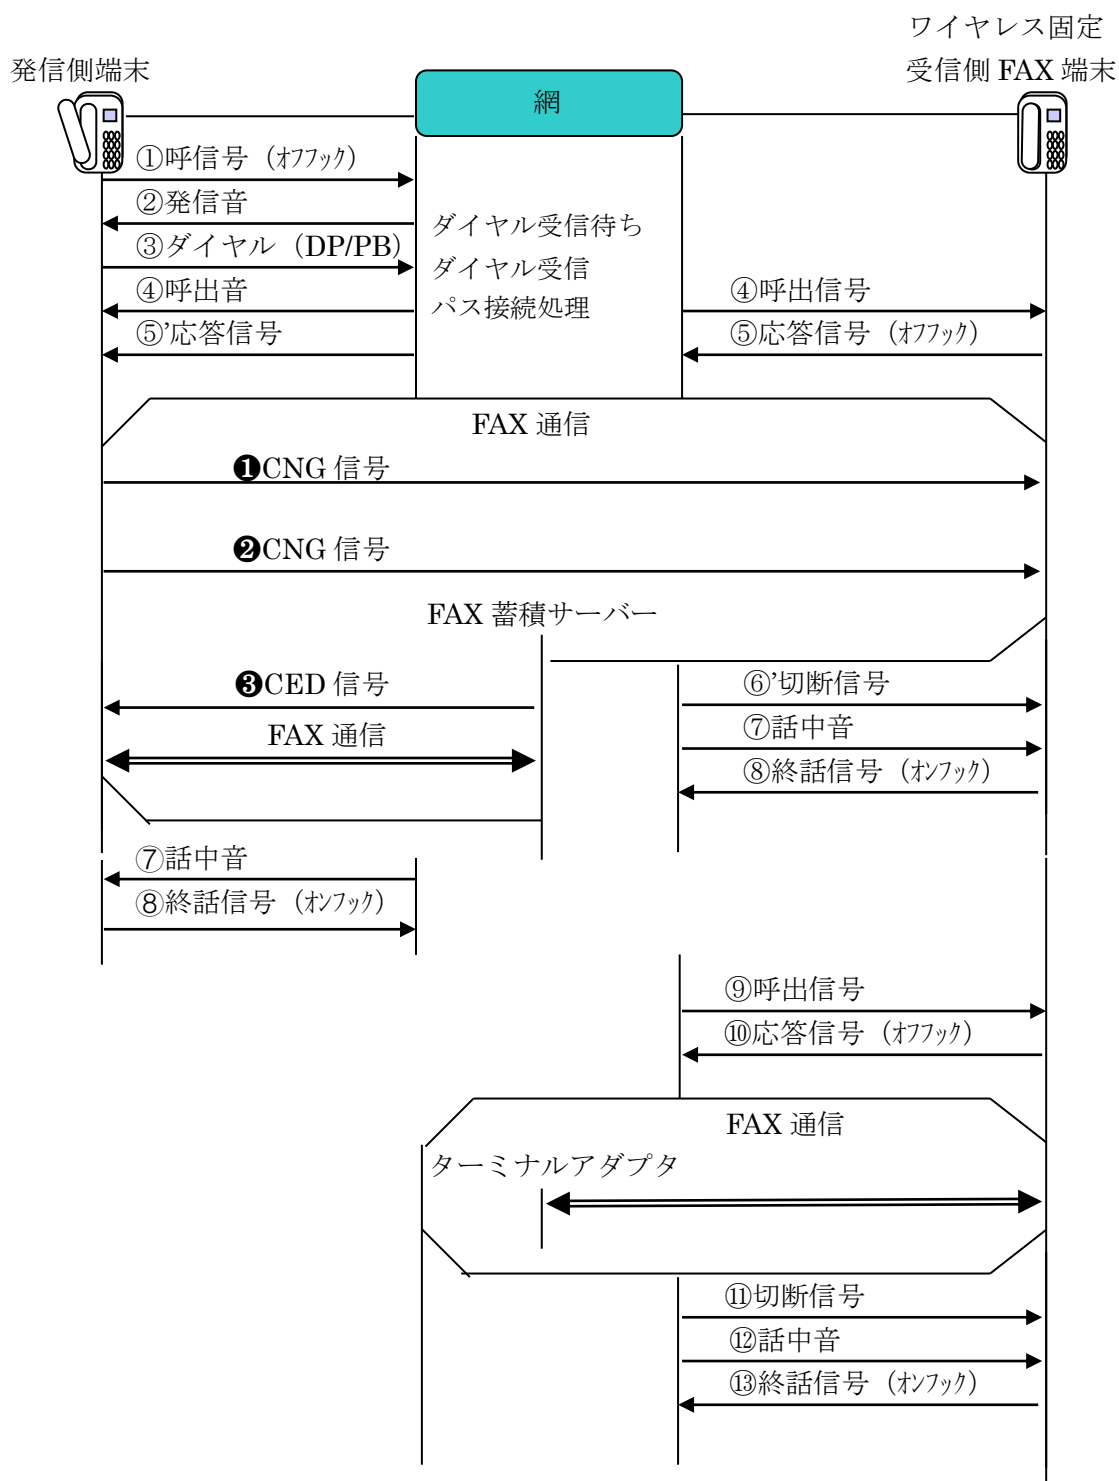 ワイヤレス固定
発信側端末
受信側 FAX 端末
網
①呼信号（ｵﾌﾌｯｸ）
②発信音
ダイヤル受信待ち
③ダイヤル（DP/PB）
ダイヤル受信
④呼出音
パス接続処理
④呼出信号
⑤’応答信号
⑤応答信号（ｵﾌﾌｯｸ）
FAX 通信
❶CNG 信号
❷CNG 信号
FAX 蓄積サーバー
❸CED 信号
⑥’切断信号
FAX 通信
⑦話中音
⑧終話信号（ｵﾝﾌｯｸ）
⑦話中音
⑧終話信号（ｵﾝﾌｯｸ）
⑨呼出信号
⑩応答信号（ｵﾌﾌｯｸ）
FAX 通信
ターミナルアダプタ
⑪切断信号
⑫話中音
⑬終話信号（ｵﾝﾌｯｸ）